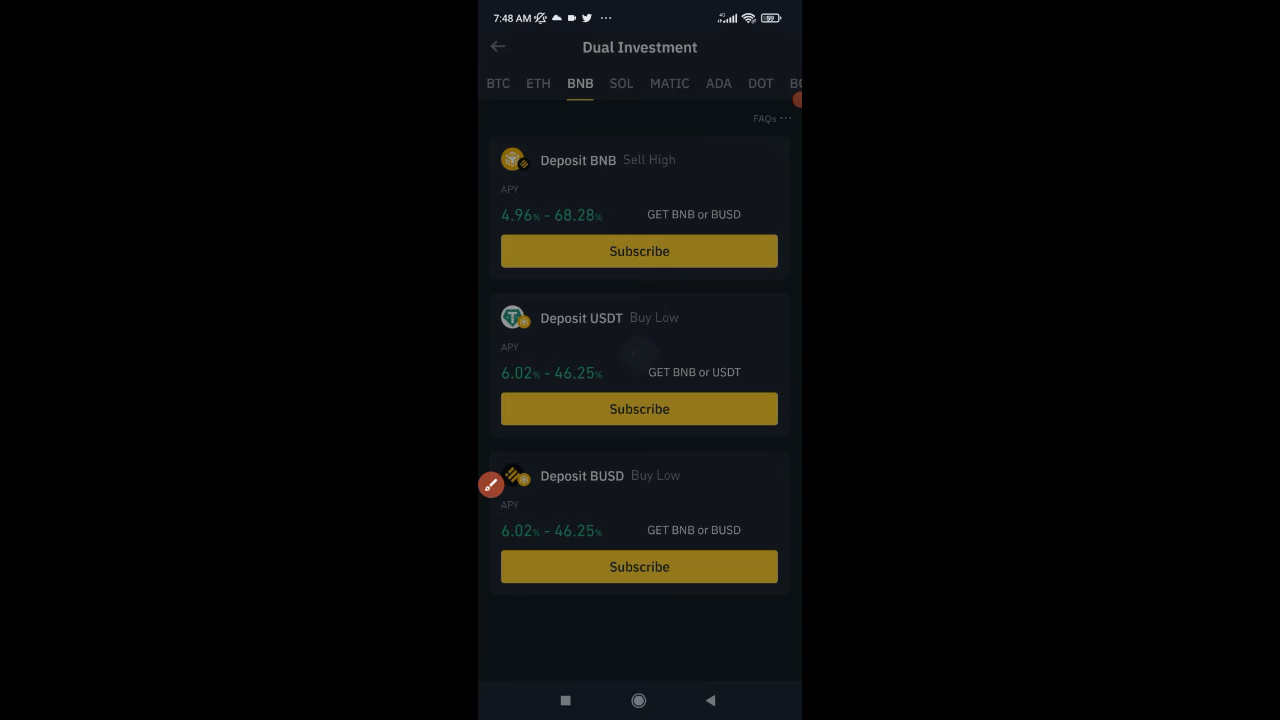 7:48 AM
4G
59
Dual Investment
BTC ETH BNB SOL MATIC ADA DOT
FAQs ···
Deposit BNB Sell High
APY
4.96% - 68.28% GET BNB or BUSD
Subscribe
Deposit USDT Buy Low
APY
6.02% - 46.25% GET BNB or USDT
Subscribe
Deposit BUSD Buy Low
APY
6.02% - 46.25% GET BNB or BUSD
Subscribe